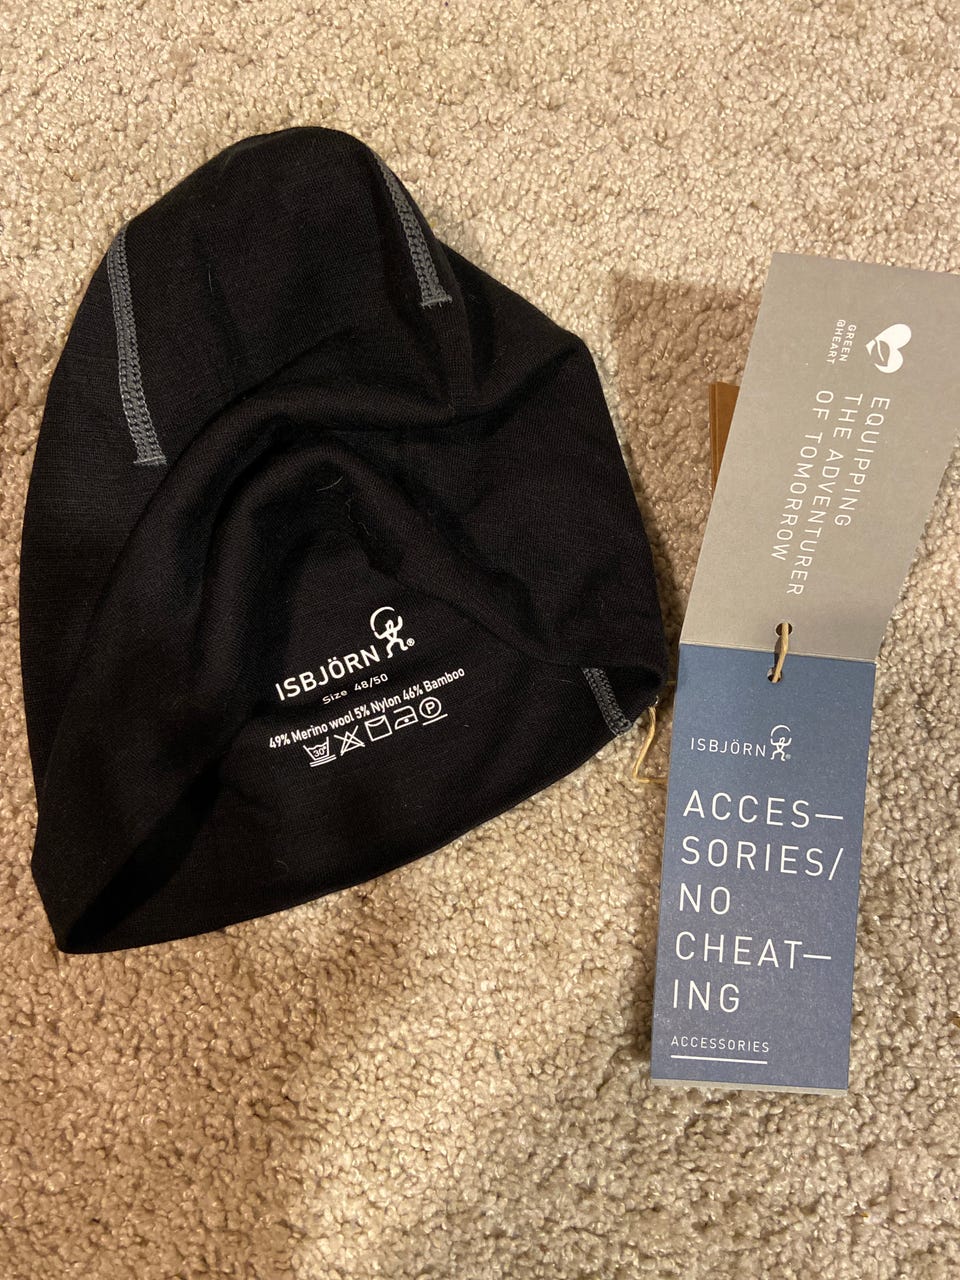 ISBJÖRN®
Size 48/50
49% Merino wool 5% Nylon 46% Bamboo
30°
P
GREEN
@HEART
EQUIPPING
THE ADVENTURER
OF TOMORROW
ISBJÖRN®
ACCES—
SORIES/
NO
CHEAT—
ING
ACCESSORIES